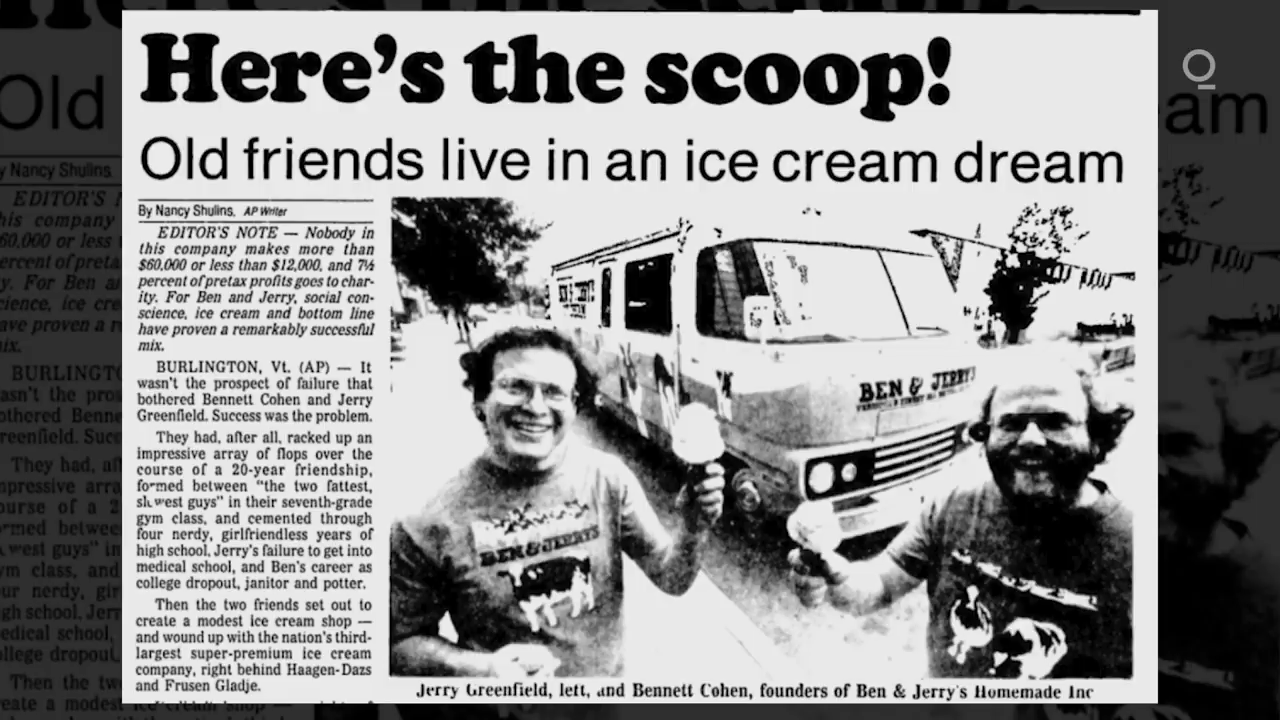 Here's the scoop!
Old friends live in an ice cream dream
By Nancy Shulins, AP Writer
EDITOR'S NOTE — Nobody in
this company makes more than
$60,000 or less than $12,000, and 7½
percent of pretax profits goes to char-
ity. For Ben and Jerry, social con-
science, ice cream and bottom line
have proven a remarkably successful
mix.
BURLINGTON, Vt. (AP) — It
wasn't the prospect of failure that
bothered Bennett Cohen and Jerry
Greenfield. Success was the problem.
They had, after all, racked up an
impressive array of flops over the
course of a 20-year friendship,
formed between "the two fattest,
slowest guys" in their seventh-grade
gym class, and cemented through
four nerdy, girlfriendless years of
high school, Jerry's failure to get into
medical school, and Ben's career as
college dropout, janitor and potter.
Then the two friends set out to
create a modest ice cream shop —
and wound up with the nation's third-
largest super-premium ice cream
company, right behind Haagen-Dazs
and Frusen Gladje.
BEN & JERRY'S
BEN & JERRY'S
BEN & JERRY'S
Jerry Greenfield, left, and Bennett Cohen, founders of Ben & Jerry's Homemade Inc